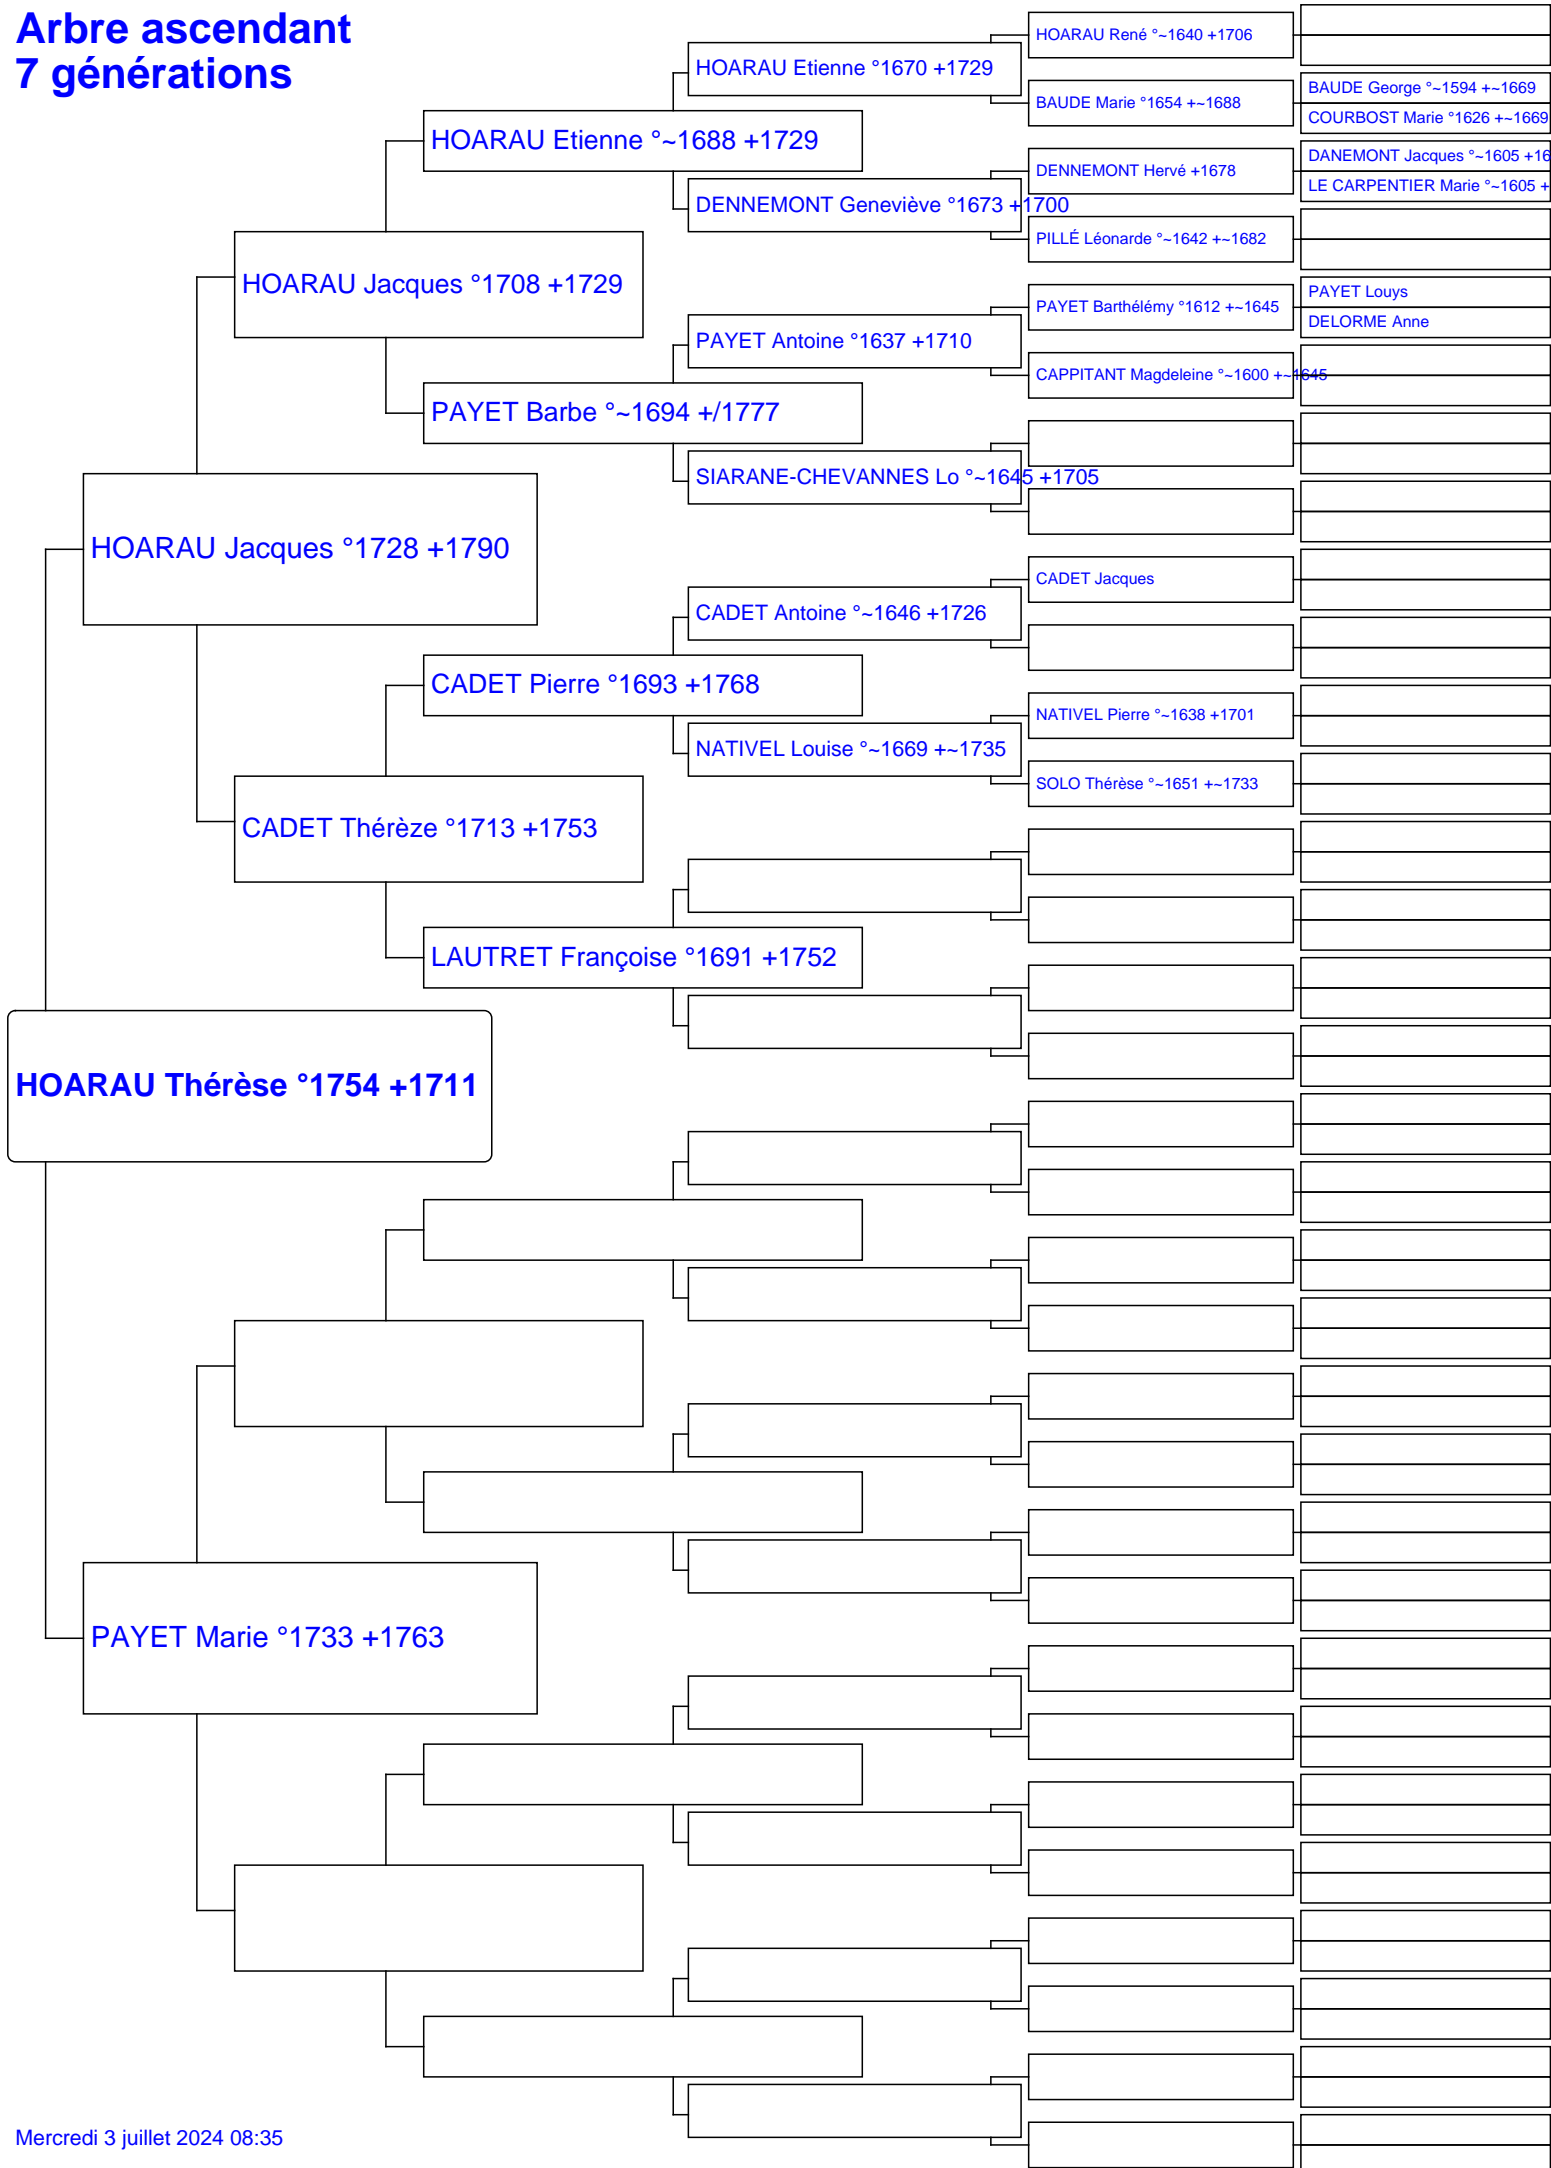 Arbre ascendant
7 générations
HOARAU René °~1640 +1706
HOARAU Etienne °1670 +1729
BAUDE George °~1594 +~1669
BAUDE Marie °1654 +~1688
COURBOST Marie °1626 +~1669
HOARAU Etienne °~1688 +1729
DANEMONT Jacques °~1605 +16
DENNEMONT Hervé +1678
LE CARPENTIER Marie °~1605 +
DENNEMONT Geneviève °1673 +1700
PILLÉ Léonarde °~1642 +~1682
HOARAU Jacques °1708 +1729
PAYET Louys
PAYET Barthélémy °1612 +~1645
DELORME Anne
PAYET Antoine °1637 +1710
CAPPITANT Magdeleine °~1600 +~1645
PAYET Barbe °~1694 +/1777
SIARANE-CHEVANNES Lo °~1645 +1705
HOARAU Jacques °1728 +1790
CADET Jacques
CADET Antoine °~1646 +1726
CADET Pierre °1693 +1768
NATIVEL Pierre °~1638 +1701
NATIVEL Louise °~1669 +~1735
SOLO Thérèse °~1651 +~1733
CADET Thérèze °1713 +1753
LAUTRET Françoise °1691 +1752
HOARAU Thérèse °1754 +1711
PAYET Marie °1733 +1763
Mercredi 3 juillet 2024 08:35